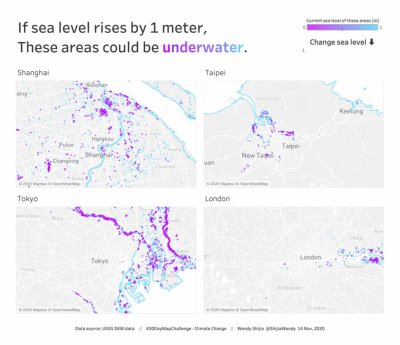 If sea level rises by 1 meter,
These areas could be underwater.
Current sea level of these areas (m)
0 1
Change sea level
1
Shanghai
Baoshan
Hongkou
Putuo
Shanghai
Changning
© 2020 Mapbox © OpenStreetMap
Taipei
Keelung
Taipei
New Taipei
uan
© 2020 Mapbox © OpenStreetMap
Tokyo
Tokyo
© 2020 Mapbox © OpenStreetMap
London
London
Croydon
© 2020 Mapbox © OpenStreetMap
Data source: USGS DEM data // #30DayMapChallenge - Climate Change // Wendy Shijia @ShijiaWendy 14 Nov, 2020